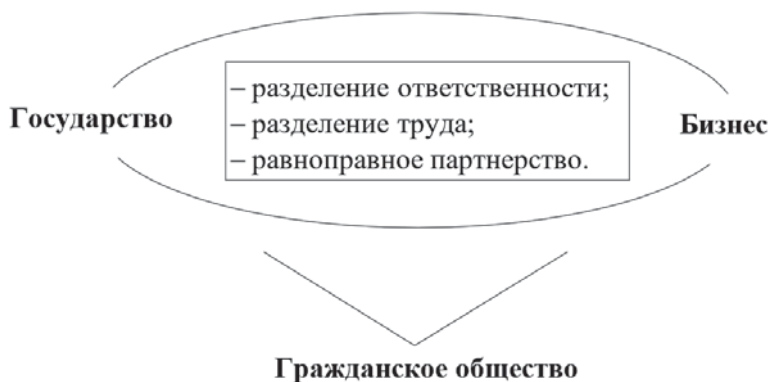 Государство
– разделение ответственности;
– разделение труда;
– равноправное партнерство.
Бизнес
Гражданское общество